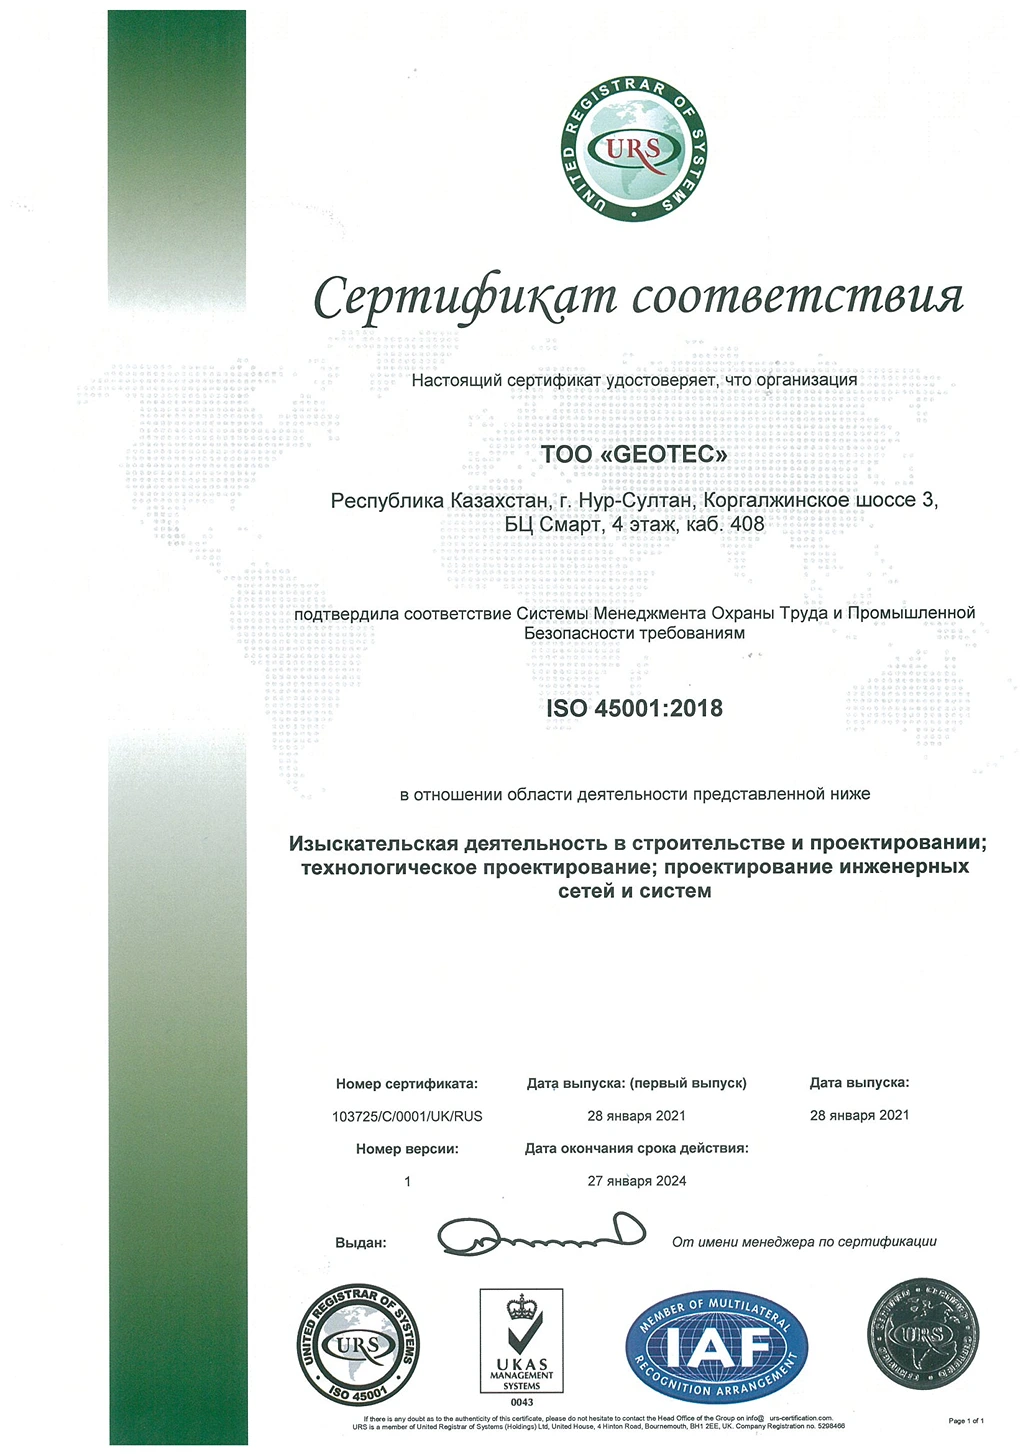 UNITED REGISTRAR OF SYSTEMS
URS
Сертификат соответствия
Настоящий сертификат удостоверяет, что организация
ТОО «GEOTEC»
Республика Казахстан, г. Нур-Султан, Коргалжинское шоссе 3,
БЦ Смарт, 4 этаж, каб. 408
подтвердила соответствие Системы Менеджмента Охраны Труда и Промышленной
Безопасности требованиям
ISO 45001:2018
в отношении области деятельности представленной ниже
Изыскательская деятельность в строительстве и проектировании;
технологическое проектирование; проектирование инженерных
сетей и систем
Номер сертификата: Дата выпуска: (первый выпуск) Дата выпуска:
103725/C/0001/UK/RUS 28 января 2021 28 января 2021
Номер версии: Дата окончания срока действия:
1 27 января 2024
Выдан: От имени менеджера по сертификации
UNITED REGISTRAR OF SYSTEMS
URS
ISO 45001
UKAS
MANAGEMENT
SYSTEMS
0043
MEMBER OF MULTILATERAL
IAF
RECOGNITION ARRANGEMENT
URS
If there is any doubt as to the authenticity of this certificate, please do not hesitate to contact the Head Office of the Group on info@ urs-certification.com.
URS is a member of United Registrar of Systems (Holdings) Ltd, United House, 4 Hinton Road, Bournemouth, BH1 2EE, UK. Company Registration no. 5298466
Page 1 of 1